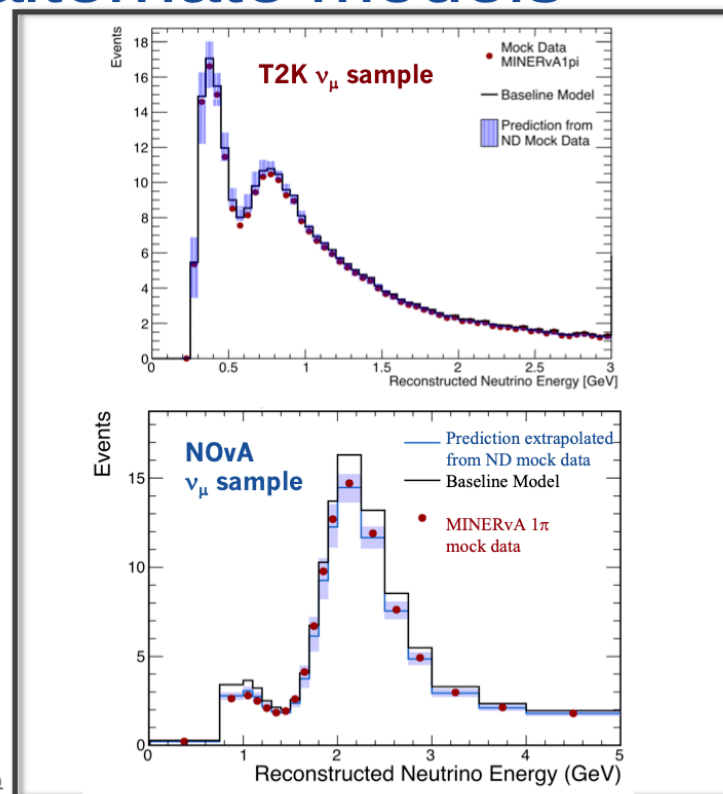 alternate models
Events
18
16
14
12
10
8
6
4
2
0
T2K νμ sample
Mock Data
MINERvA1pi
Baseline Model
Prediction from
ND Mock Data
0 0.5 1 1.5 2 2.5 3
Reconstructed Neutrino Energy [GeV]
Events
15
10
5
0
NOvA
νμ sample
Prediction extrapolated
from ND mock data
Baseline Model
MINERvA 1π
mock data
0 1 2 3 4 5
Reconstructed Neutrino Energy (GeV)